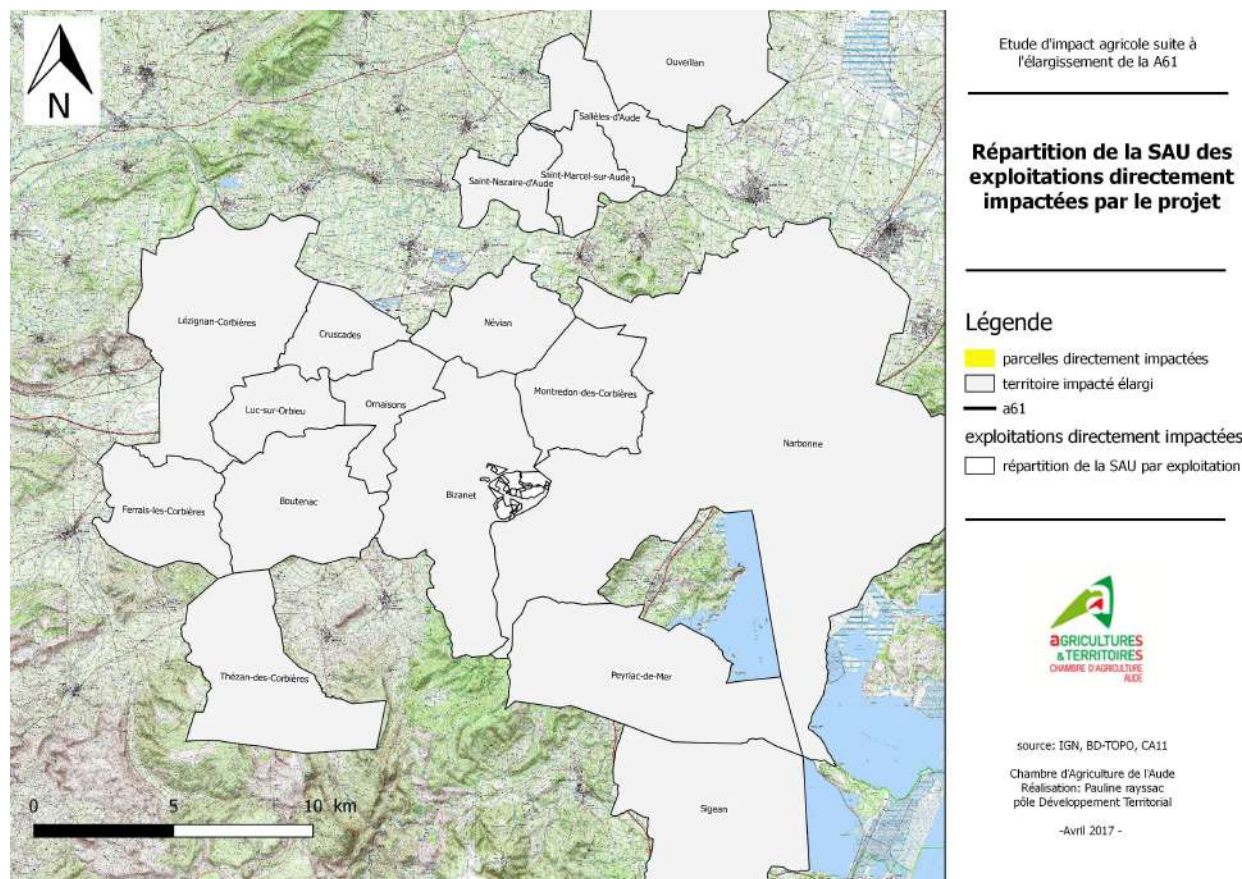 N
Ouveillan
Sallèles-d'Aude
Saint-Marcel-sur-Aude
Saint-Nazaire-d'Aude
Lézignan-Corbières
Cruscades
Névian
Montredon-des-Corbières
Luc-sur-Orbieu
Ornaisons
Narbonne
Ferrals-les-Corbières
Boutenac
Bizanet
Thézan-des-Corbières
Peyriac-de-Mer
Sigean
0 5 10 km
Etude d'impact agricole suite à
l'élargissement de la A61
Répartition de la SAU des
exploitations directement
impactées par le projet
Légende
parcelles directement impactées
territoire impacté élargi
a61
exploitations directement impactées
répartition de la SAU par exploitation
aGRICULTURES
& TERRITOIRES
CHAMBRE D'AGRICULTURE
AUDE
source: IGN, BD-TOPO, CA11
Chambre d'Agriculture de l'Aude
Réalisation: Pauline rayssac
pôle Développement Territorial
-Avril 2017 -